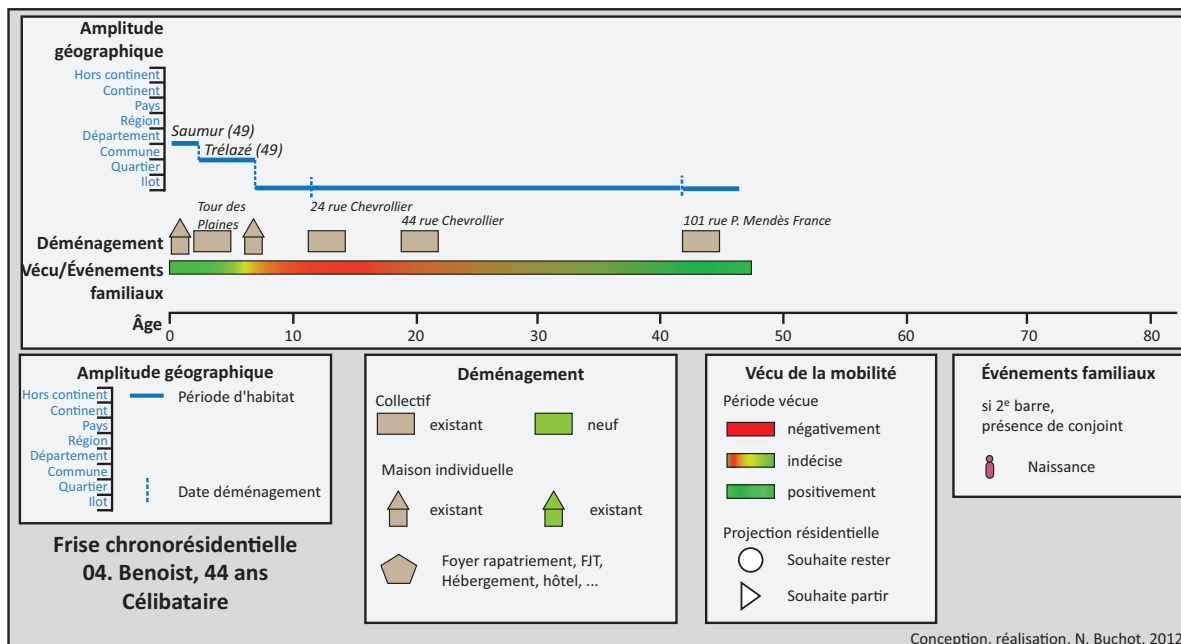 Amplitude
géographique
Hors continent
Continent
Pays
Région
Département
Commune
Quartier
Ilot
Saumur (49)
Trélazé (49)
Tour des
Plaines
24 rue Chevrollier
44 rue Chevrollier
101 rue P. Mendès France
Déménagement
Vécu/Événements
familiaux
Âge
0 10 20 30 40 50 60 70 80
Amplitude géographique
Hors continent
Continent
Pays
Région
Département
Commune
Quartier
Ilot
Période d'habitat
Date déménagement
Frise chronorésidentielle
04. Benoist, 44 ans
Célibataire
Déménagement
Collectif
existant neuf
Maison individuelle
existant existant
Foyer rapatriement, FJT,
Hébergement, hôtel, ...
Vécu de la mobilité
Période vécue
négativement
indécise
positivement
Projection résidentielle
Souhaite rester
Souhaite partir
Événements familiaux
si 2e barre,
présence de conjoint
Naissance
Conception, réalisation, N. Buchot, 2012